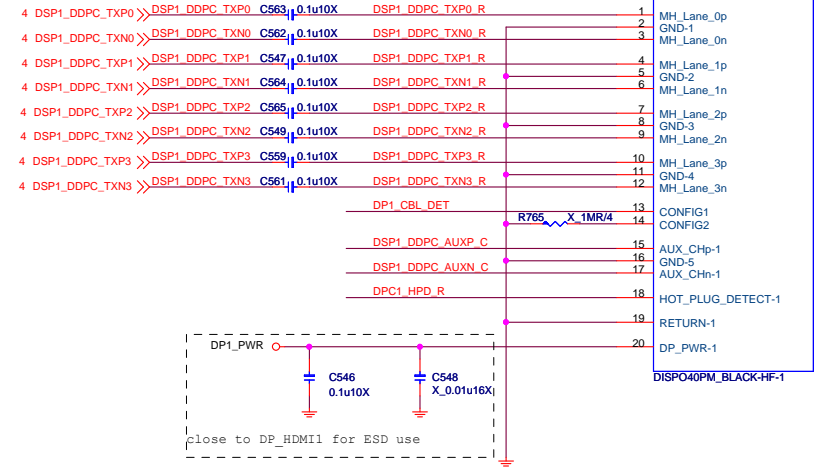 4 DSP1_DDPC_TXP0 DSP1_DDPC_TXP0 C563 0.1u10X DSP1_DDPC_TXP0_R 1 MH_Lane_0p
2 GND-1
4 DSP1_DDPC_TXN0 DSP1_DDPC_TXN0 C562 0.1u10X DSP1_DDPC_TXN0_R 3 MH_Lane_0n
4 DSP1_DDPC_TXP1 DSP1_DDPC_TXP1 C547 0.1u10X DSP1_DDPC_TXP1_R 4 MH_Lane_1p
5 GND-2
4 DSP1_DDPC_TXN1 DSP1_DDPC_TXN1 C564 0.1u10X DSP1_DDPC_TXN1_R 6 MH_Lane_1n
4 DSP1_DDPC_TXP2 DSP1_DDPC_TXP2 C565 0.1u10X DSP1_DDPC_TXP2_R 7 MH_Lane_2p
8 GND-3
4 DSP1_DDPC_TXN2 DSP1_DDPC_TXN2 C549 0.1u10X DSP1_DDPC_TXN2_R 9 MH_Lane_2n
4 DSP1_DDPC_TXP3 DSP1_DDPC_TXP3 C559 0.1u10X DSP1_DDPC_TXP3_R 10 MH_Lane_3p
11 GND-4
4 DSP1_DDPC_TXN3 DSP1_DDPC_TXN3 C561 0.1u10X DSP1_DDPC_TXN3_R 12 MH_Lane_3n
DP1_CBL_DET 13 CONFIG1
R765 X_1MR/4 14 CONFIG2
DSP1_DDPC_AUXP_C 15 AUX_CHp-1
16 GND-5
DSP1_DDPC_AUXN_C 17 AUX_CHn-1
DPC1_HPD_R 18 HOT_PLUG_DETECT-1
19 RETURN-1
DP1_PWR 20 DP_PWR-1
DISPO40PM_BLACK-HF-1
C546 C548
0.1u10X X_0.01u16X
close to DP_HDMI1 for ESD use